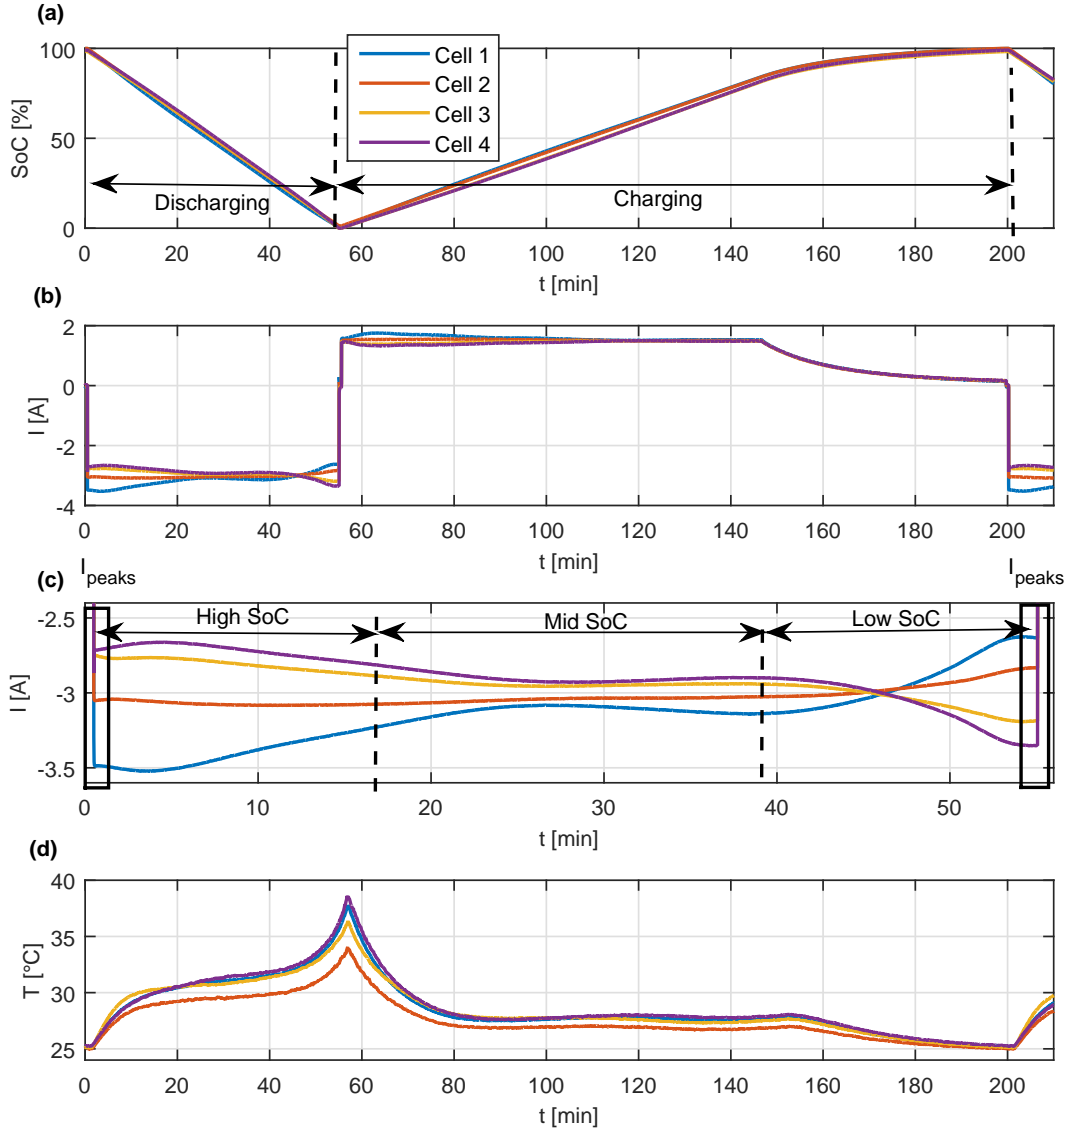 (a)
100
50
0
SoC [%]
Cell 1
Cell 2
Cell 3
Cell 4
Discharging
Charging
0 20 40 60 80 100 120 140 160 180 200
t [min]
(b)
2
0
-2
-4
I [A]
0 20 40 60 80 100 120 140 160 180 200
t [min]
I peaks
I peaks
(c)
-2.5
-3
-3.5
I [A]
High SoC
Mid SoC
Low SoC
0 10 20 30 40 50
t [min]
(d)
40
35
30
25
T [°C]
0 20 40 60 80 100 120 140 160 180 200
t [min]